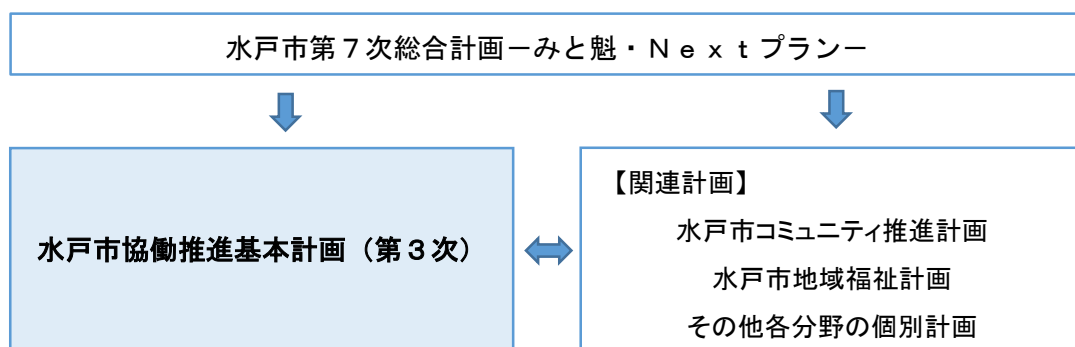 水戸市第７次総合計画－みと魁・Ｎｅｘｔプラン－
水戸市協働推進基本計画（第３次）
【関連計画】
水戸市コミュニティ推進計画
水戸市地域福祉計画
その他各分野の個別計画